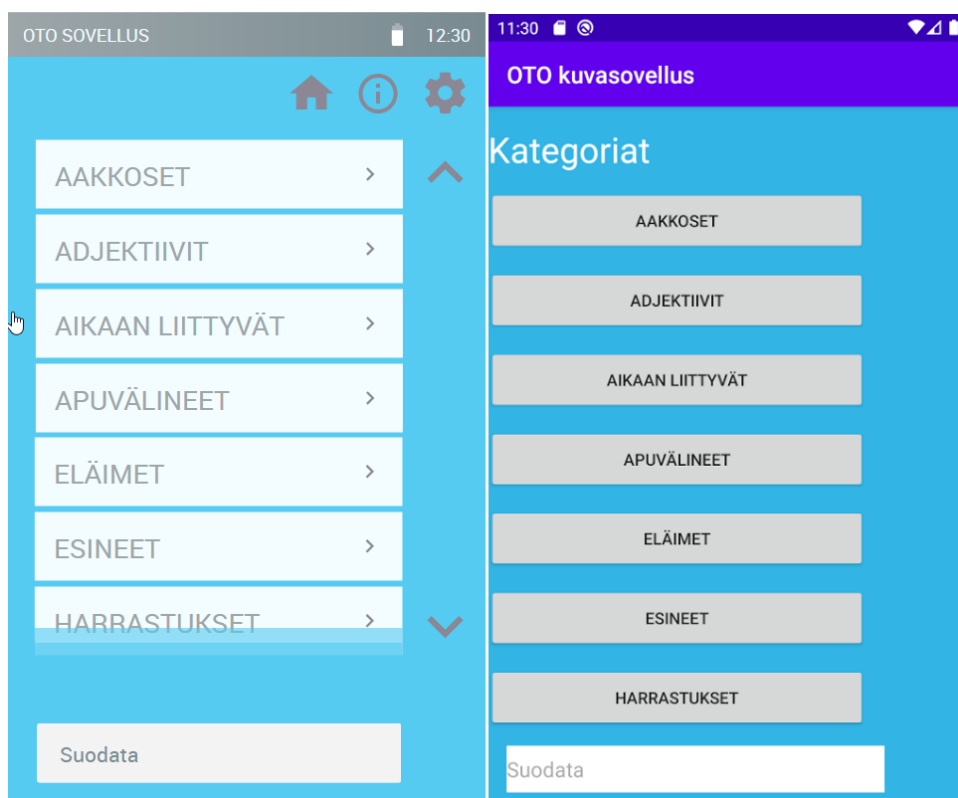 OTO SOVELLUS 12:30
AAKKOSET
ADJEKTIIVIT
AIKAAN LIITTYVÄT
APUVÄLINEET
ELÄIMET
ESINEET
HARRASTUKSET
Suodata
11:30
OTO kuvasovellus
Kategoriat
AAKKOSET
ADJEKTIIVIT
AIKAAN LIITTYVÄT
APUVÄLINEET
ELÄIMET
ESINEET
HARRASTUKSET
Suodata